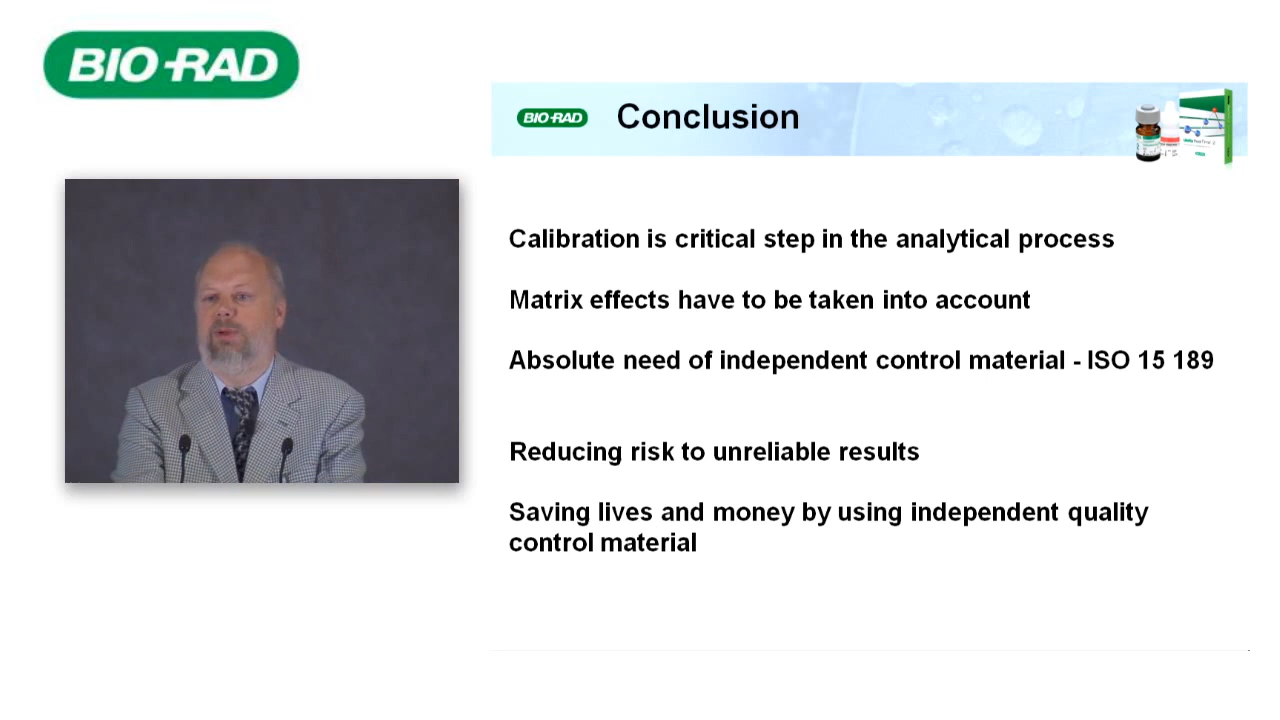 BIO-RAD
BIO-RAD
Conclusion
Calibration is critical step in the analytical process
Matrix effects have to be taken into account
Absolute need of independent control material - ISO 15 189
Reducing risk to unreliable results
Saving lives and money by using independent quality
control material